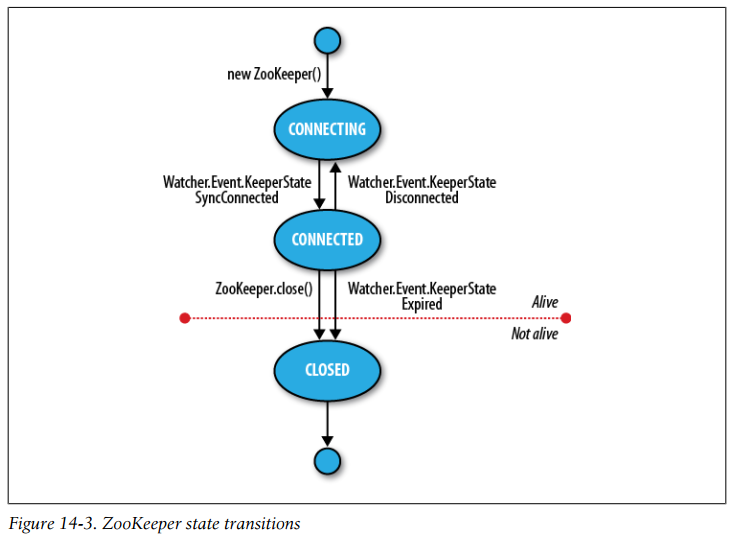 new ZooKeeper()
CONNECTING
Watcher.Event.KeeperState
SyncConnected
Watcher.Event.KeeperState
Disconnected
CONNECTED
ZooKeeper.close()
Watcher.Event.KeeperState
Expired
Alive
Not alive
CLOSED
Figure 14-3. ZooKeeper state transitions